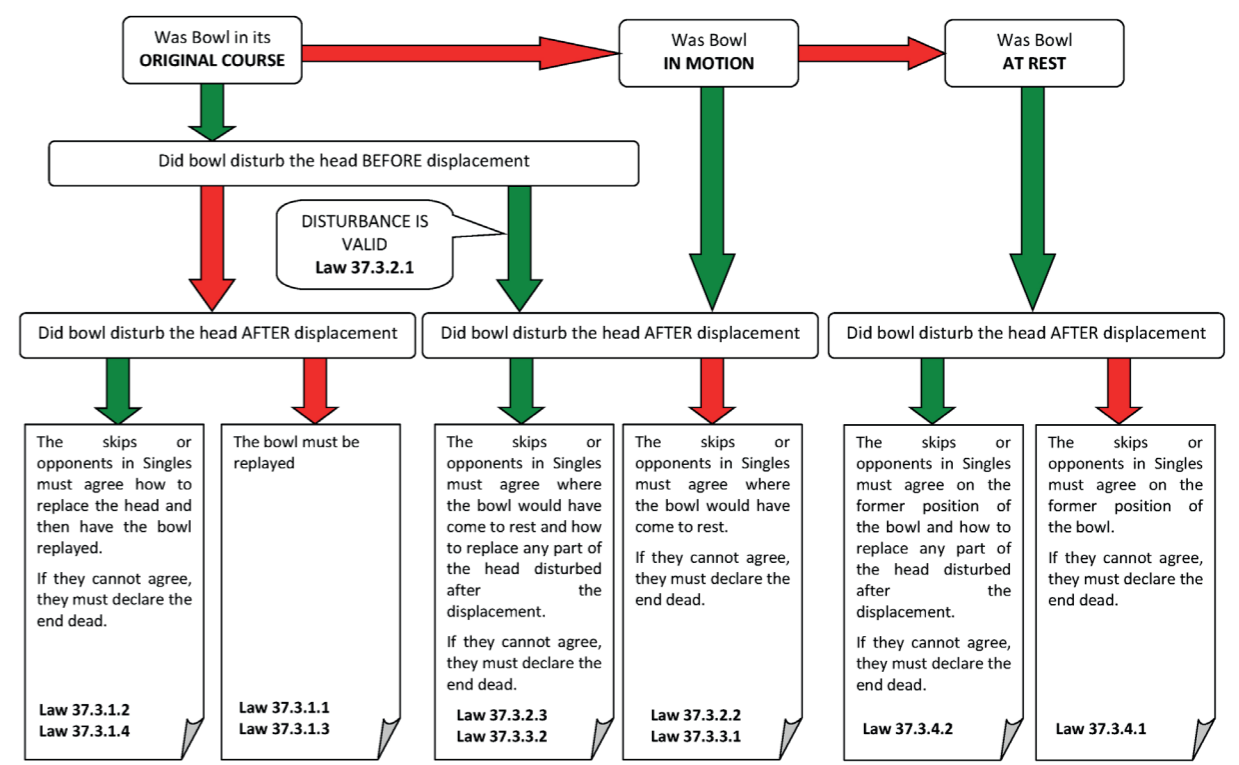 Was Bowl in its
ORIGINAL COURSE
Was Bowl
IN MOTION
Was Bowl
AT REST
Did bowl disturb the head BEFORE displacement
DISTURBANCE IS
VALID
Law 37.3.2.1
Did bowl disturb the head AFTER displacement
Did bowl disturb the head AFTER displacement
Did bowl disturb the head AFTER displacement
The skips or
opponents in Singles
must agree how to
replace the head and
then have the bowl
replayed.
If they cannot agree,
they must declare the
end dead.
Law 37.3.1.2
Law 37.3.1.4
The bowl must be
replayed
Law 37.3.1.1
Law 37.3.1.3
The skips or
opponents in Singles
must agree where
the bowl would have
come to rest and how
to replace any part of
the head disturbed
after the
displacement.
If they cannot agree,
they must declare the
end dead.
Law 37.3.2.3
Law 37.3.3.2
The skips or
opponents in Singles
must agree where
the bowl would have
come to rest.
If they cannot agree,
they must declare the
end dead.
Law 37.3.2.2
Law 37.3.3.1
The skips or
opponents in Singles
must agree on the
former position of
the bowl and how to
replace any part of
the head disturbed
after the
displacement.
If they cannot agree,
they must declare the
end dead.
Law 37.3.4.2
The skips or
opponents in Singles
must agree on the
former position of
the bowl.
If they cannot agree,
they must declare the
end dead.
Law 37.3.4.1